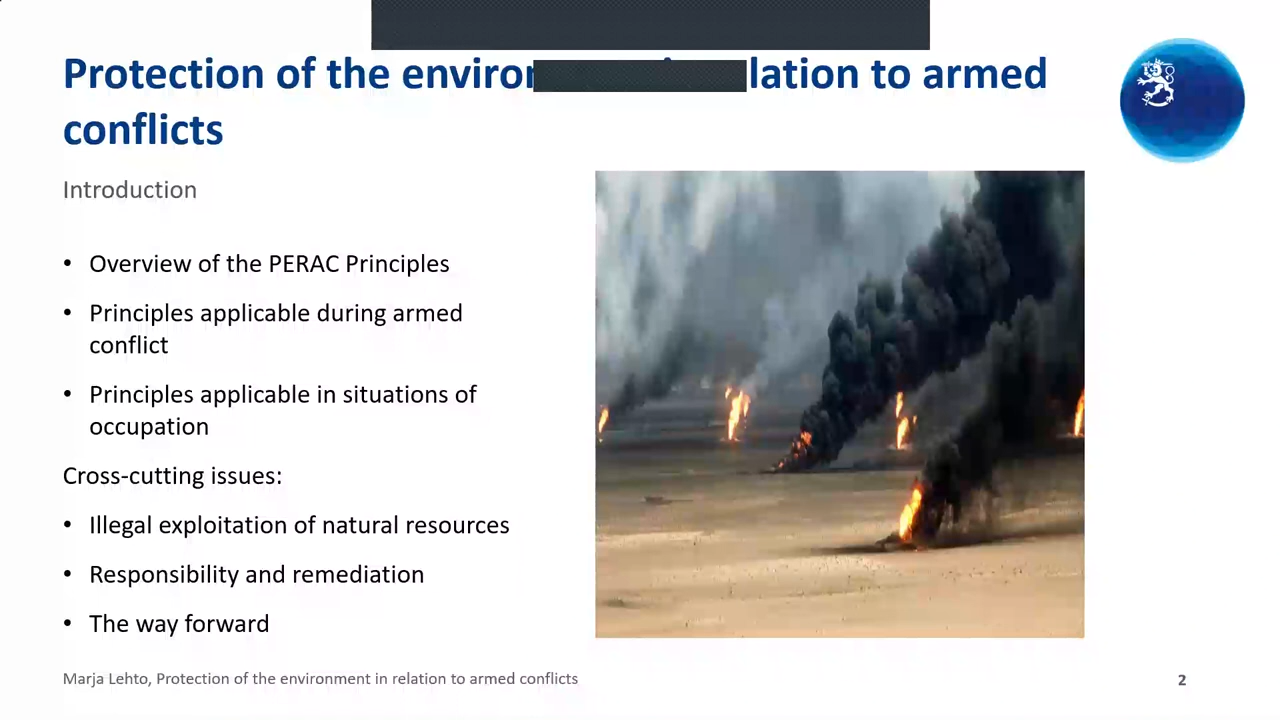 Protection of the environ lation to armed
conflicts
Introduction
• Overview of the PERAC Principles
• Principles applicable during armed
conflict
• Principles applicable in situations of
occupation
Cross-cutting issues:
• Illegal exploitation of natural resources
• Responsibility and remediation
• The way forward
Marja Lehto, Protection of the environment in relation to armed conflicts
2